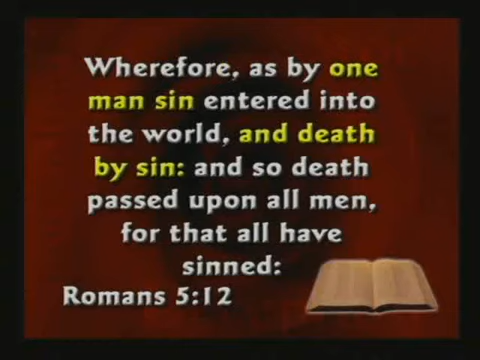 Wherefore, as by one
man sin entered into
the world, and death
by sin: and so death
passed upon all men,
for that all have
sinned:
Romans 5:12